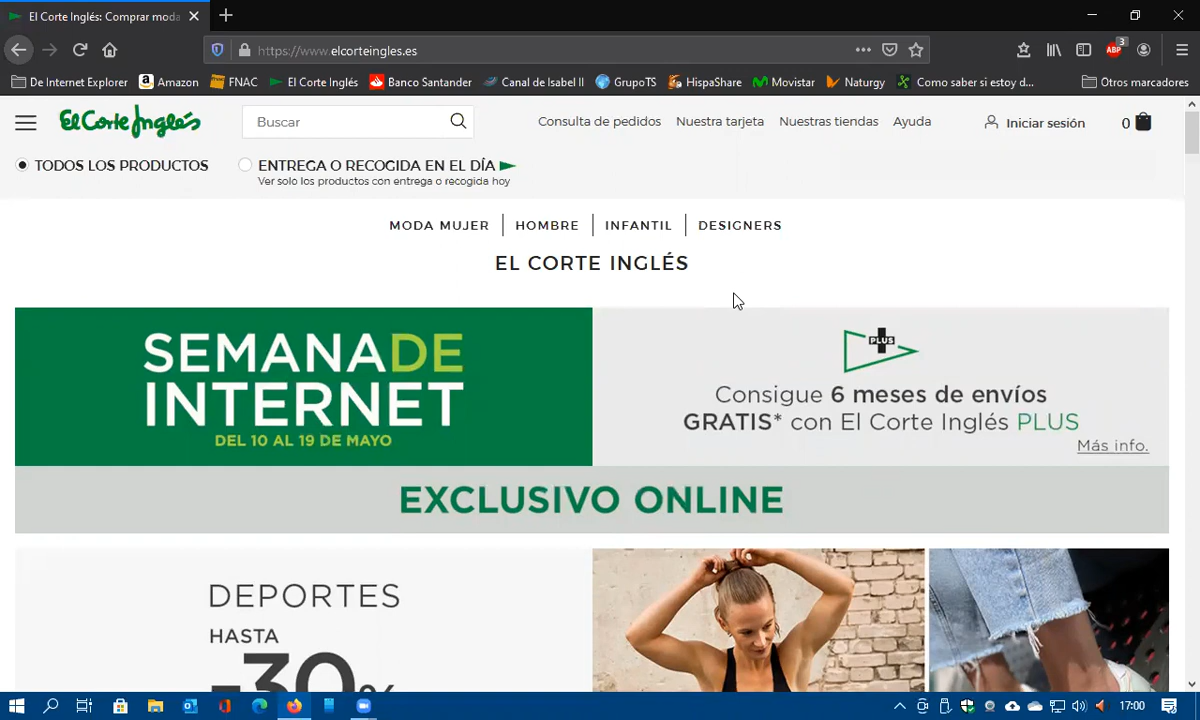 El Corte Inglés: Comprar moda
https://www.elcorteingles.es
3
ABP
De Internet Explorer
Amazon
FNAC
El Corte Inglés
Banco Santander
Canal de Isabel II
GrupoTS
HispaShare
Movistar
Naturgy
Como saber si estoy d...
Otros marcadores
El Corte Inglés
Buscar
Consulta de pedidos
Nuestra tarjeta
Nuestras tiendas
Ayuda
Iniciar sesión
0
TODOS LOS PRODUCTOS
ENTREGA O RECOGIDA EN EL DÍA
Ver solo los productos con entrega o recogida hoy
MODA MUJER
HOMBRE
INFANTIL
DESIGNERS
EL CORTE INGLÉS
SEMANADE
INTERNET
DEL 10 AL 19 DE MAYO
PLUS
Consigue 6 meses de envíos
GRATIS* con El Corte Inglés PLUS
Más info.
EXCLUSIVO ONLINE
DEPORTES
HASTA
-30%
17:00